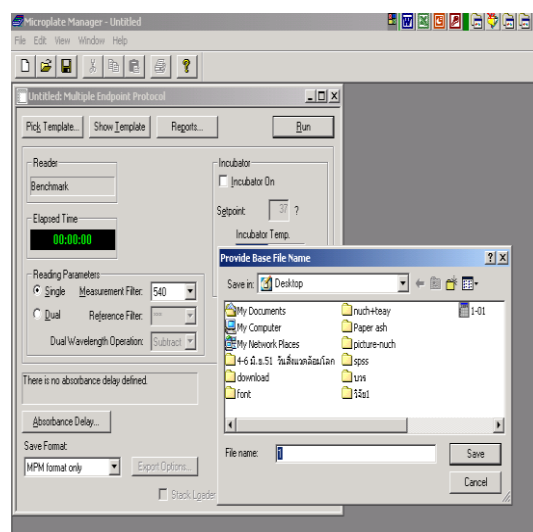 Microplate Manager - Untitled
File Edit View Window Help
Untitled: Multiple Endpoint Protocol
Pick Template... Show Template Reports... Run
Reader
Benchmark
Elapsed Time
00:00:00
Incubator
Incubator On
Setpoint: 37 ?
Incubator Temp.
Reading Parameters
Single Measurement Filter: 540
Dual Reference Filter: ***
Dual Wavelength Operation: Subtract
There is no absorbance delay defined.
Absorbance Delay...
Save Format:
MPM format only Export Options...
Stack Loader
Provide Base File Name
Save in: Desktop
My Documents nuch+teay 1-01
My Computer Paper ash
My Network Places picture-nuch
4-6 มิ.ย.51 วันสิ่งแวดล้อมโลก spss
download บวช
font วิจัย1
File name: 1 Save
Cancel